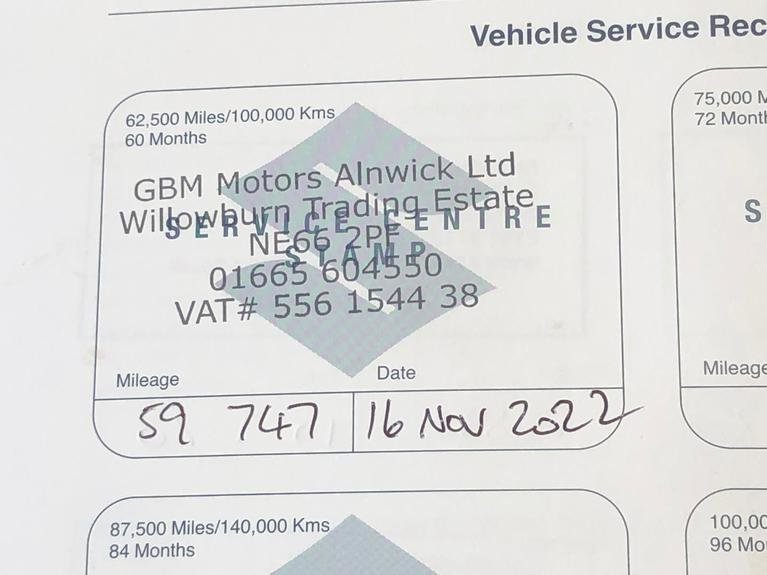 Vehicle Service Rec
62,500 Miles/100,000 Kms
60 Months
GBM Motors Alnwick Ltd
Willowburn Trading Estate
SERVICE CENTRE
NE66 2PF
STAMP
01665 604550
VAT# 556 1544 38
Mileage
Date
59 747
16 Nov 2022
75,000 M
72 Month
S
Mileage
87,500 Miles/140,000 Kms
84 Months
100,00
96 Mo